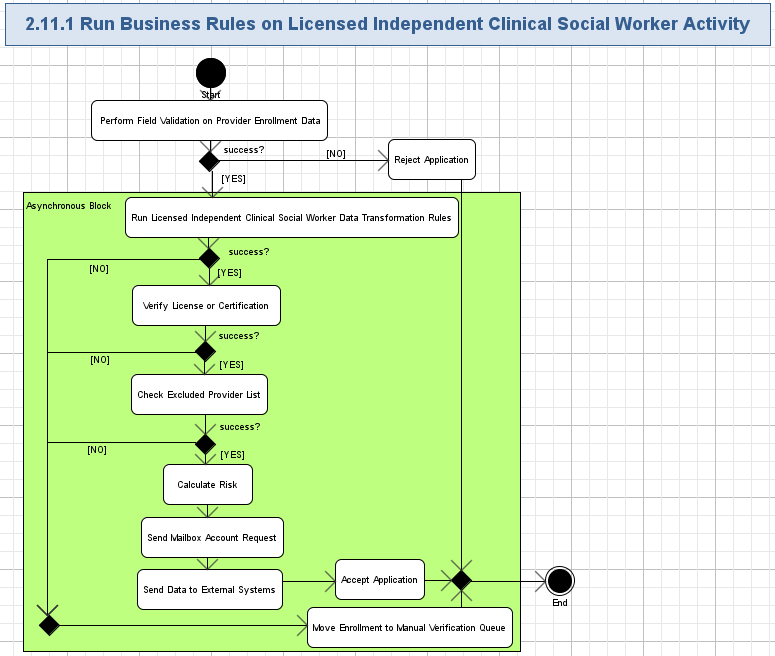 2.11.1 Run Business Rules on Licensed Independent Clinical Social Worker Activity
Start
Perform Field Validation on Provider Enrollment Data
success?
[NO]
Reject Application
[YES]
Asynchronous Block
Run Licensed Independent Clinical Social Worker Data Transformation Rules
success?
[NO]
[YES]
Verify License or Certification
success?
[NO]
[YES]
Check Excluded Provider List
success?
[NO]
[YES]
Calculate Risk
Send Mailbox Account Request
Send Data to External Systems
Accept Application
End
Move Enrollment to Manual Verification Queue